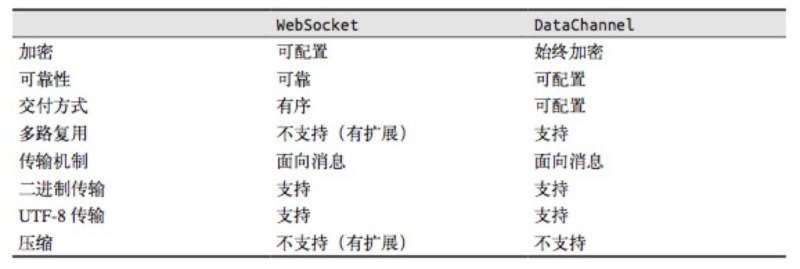 WebSocket DataChannel
加密 可配置 始终加密
可靠性 可靠 可配置
交付方式 有序 可配置
多路复用 不支持（有扩展） 支持
传输机制 面向消息 面向消息
二进制传输 支持 支持
UTF-8 传输 支持 支持
压缩 不支持（有扩展） 不支持